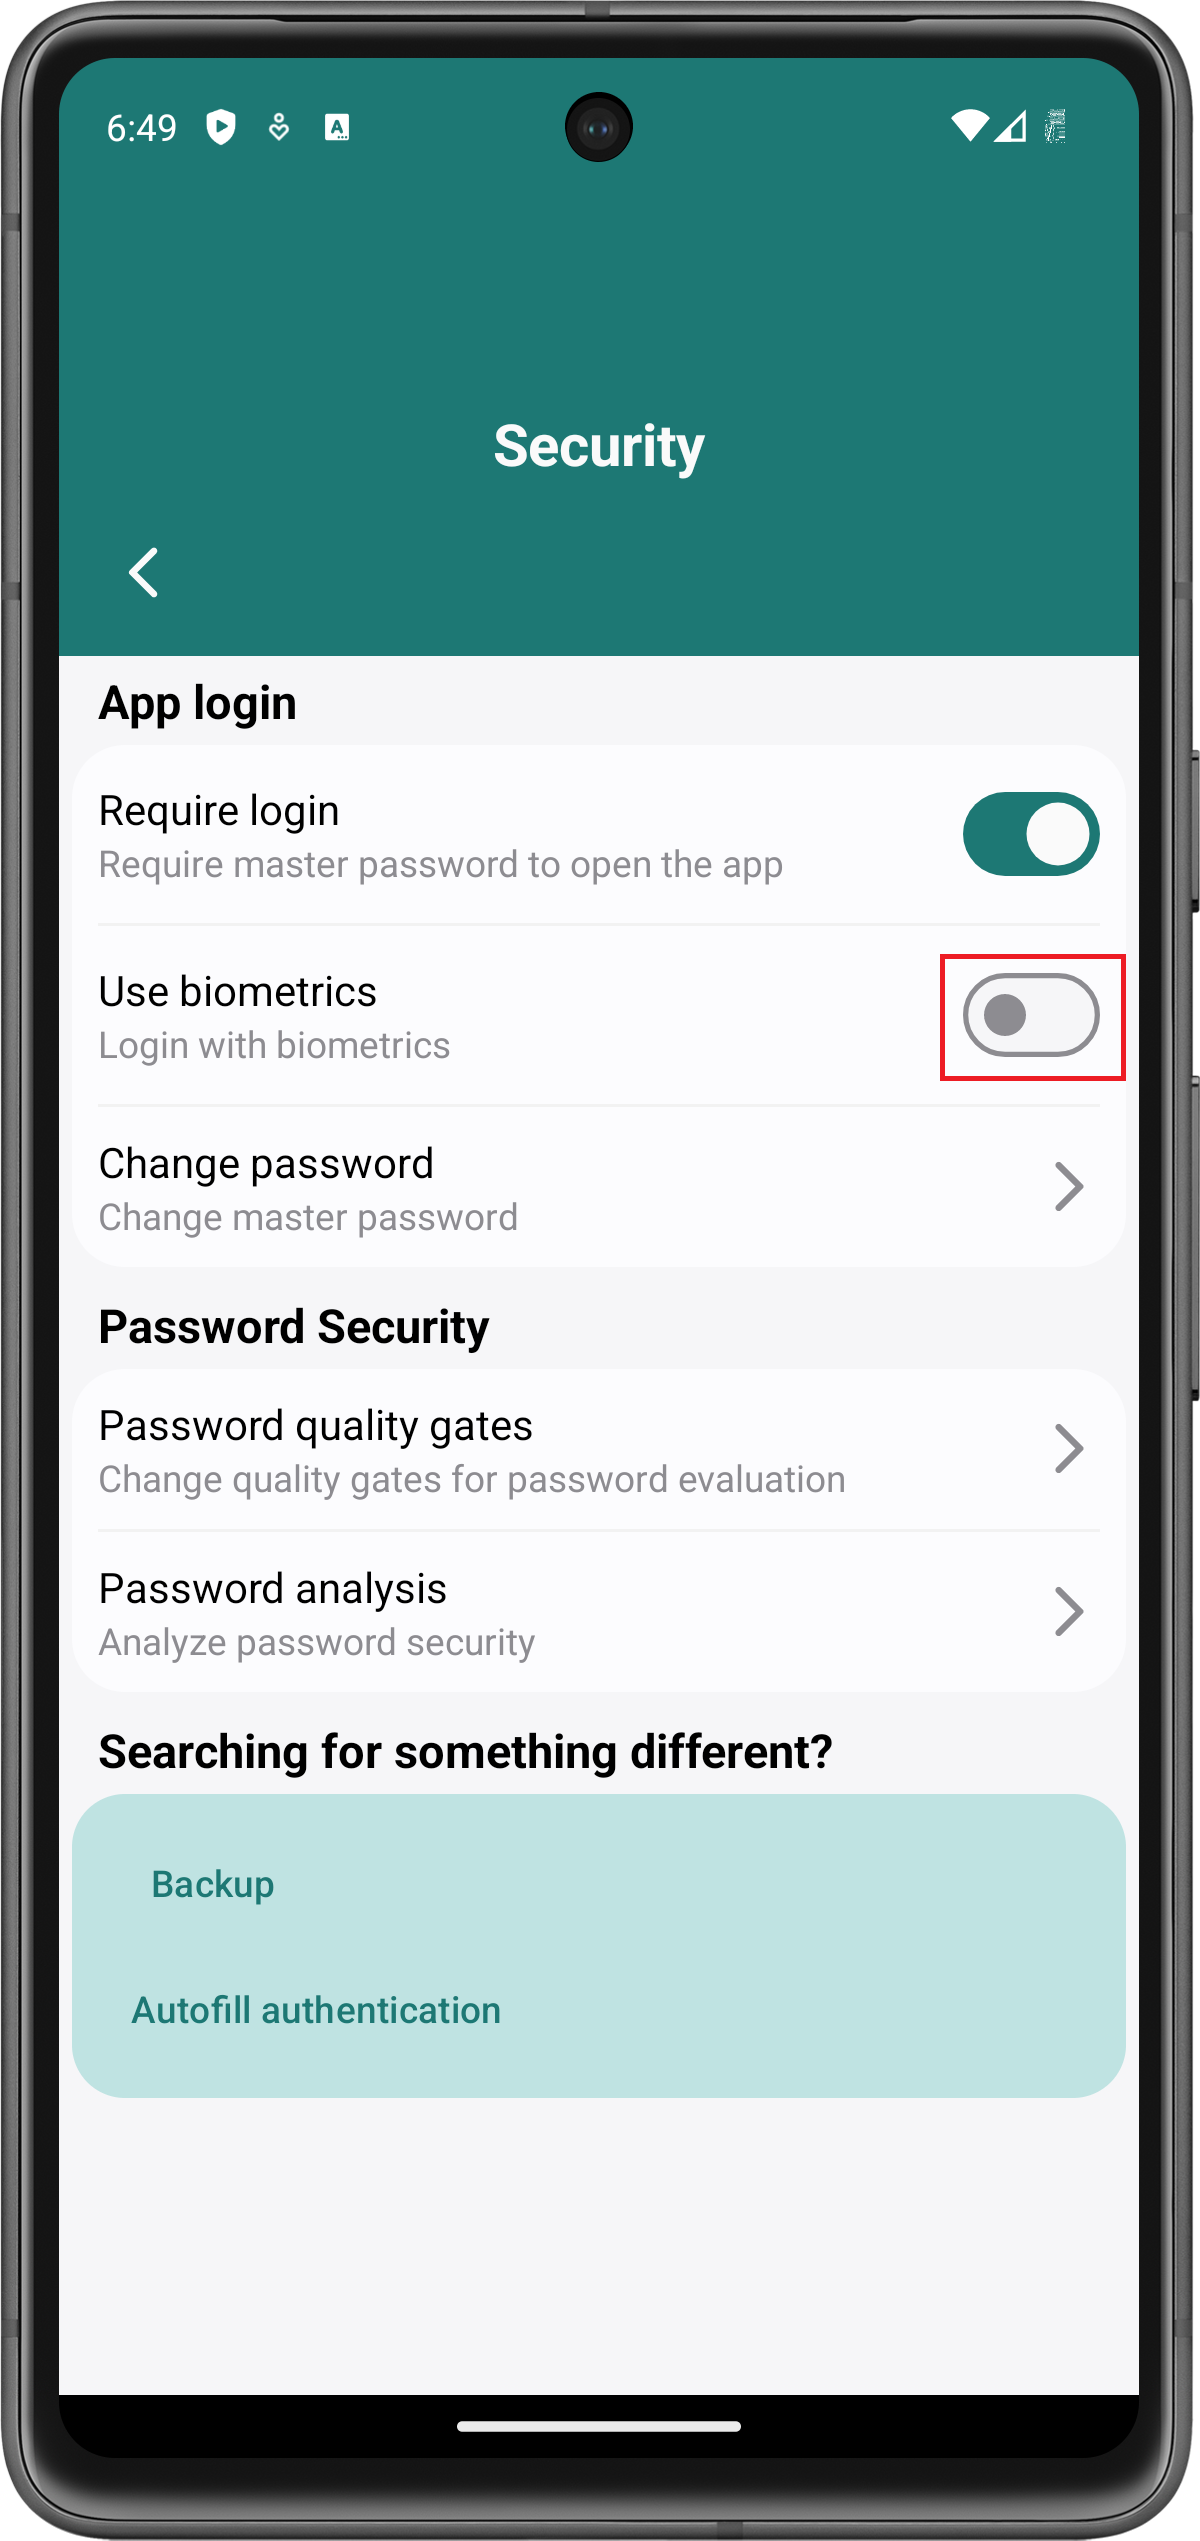 6:49
Security
App login
Require login
Require master password to open the app
Use biometrics
Login with biometrics
Change password
Change master password
Password Security
Password quality gates
Change quality gates for password evaluation
Password analysis
Analyze password security
Searching for something different?
Backup
Autofill authentication